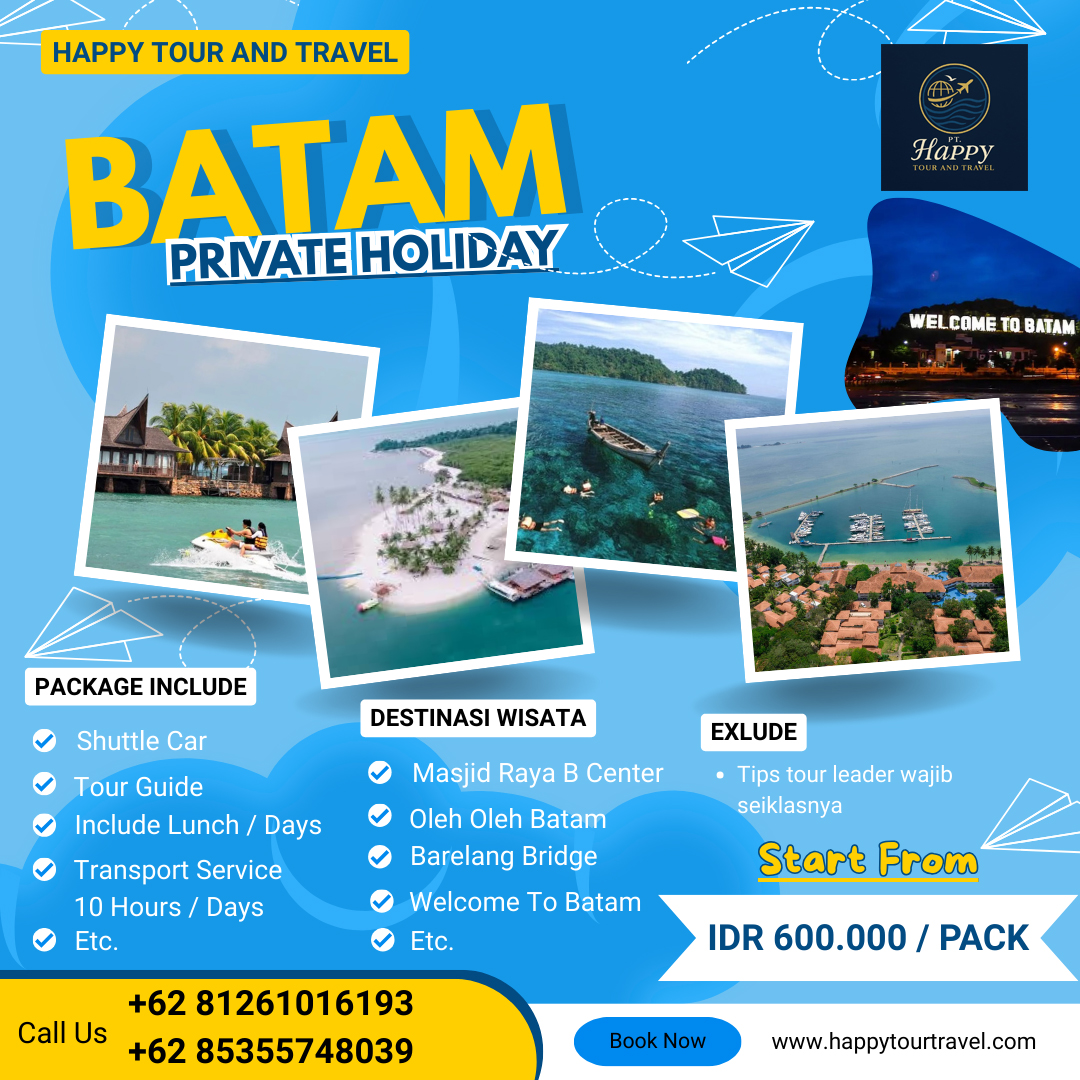 HAPPY TOUR AND TRAVEL
PT.
Happy
TOUR AND TRAVEL
BATAM
PRIVATE HOLIDAY
WELCOME TO BATAM
PACKAGE INCLUDE
Shuttle Car
Tour Guide
Include Lunch / Days
Transport Service
10 Hours / Days
Etc.
DESTINASI WISATA
Masjid Raya B Center
Oleh Oleh Batam
Barelang Bridge
Welcome To Batam
Etc.
EXLUDE
• Tips tour leader wajib
seiklasnya
Start From
IDR 600.000 / PACK
Call Us
+62 81261016193
+62 85355748039
Book Now
www.happytourtravel.com